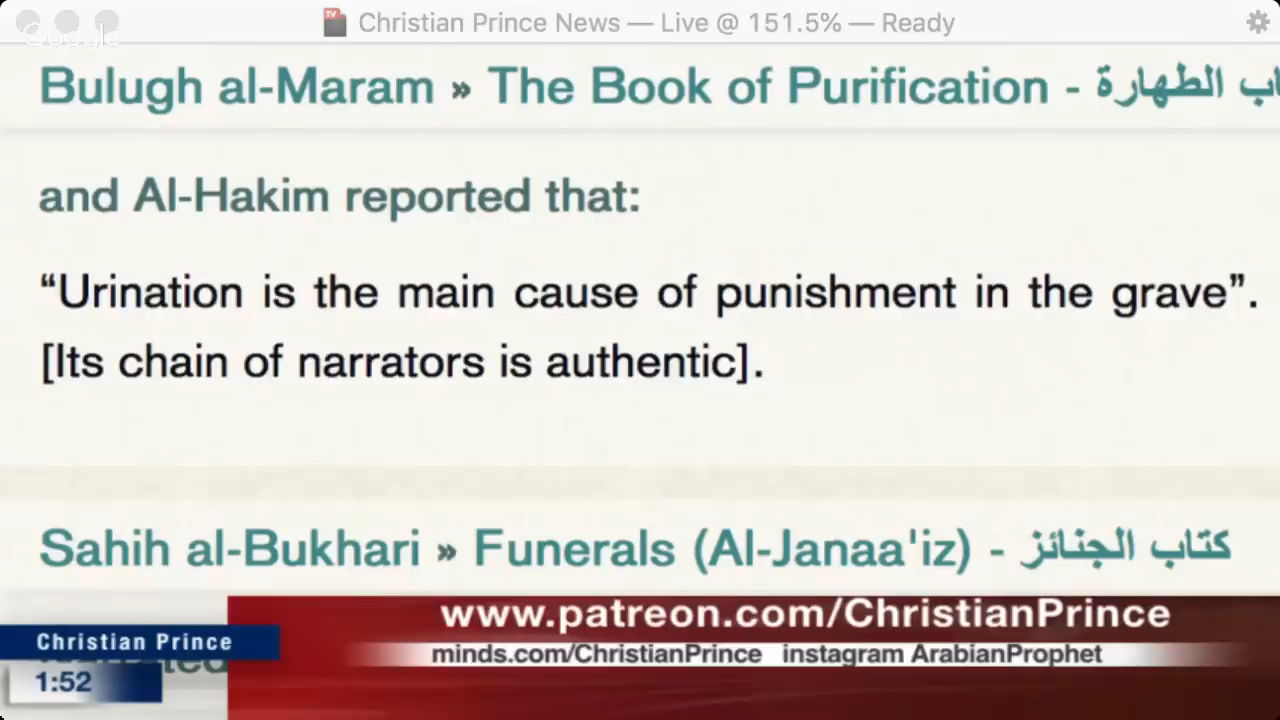 Christian Prince News — Live @ 151.5% — Ready
Google
Bulugh al-Maram » The Book of Purification - كتاب الطهارة
and Al-Hakim reported that:
“Urination is the main cause of punishment in the grave”.
[Its chain of narrators is authentic].
Sahih al-Bukhari » Funerals (Al-Janaa'iz) - كتاب الجنائز
www.patreon.com/ChristianPrince
Christian Prince
minds.com/ChristianPrince instagram ArabianProphet
1:52